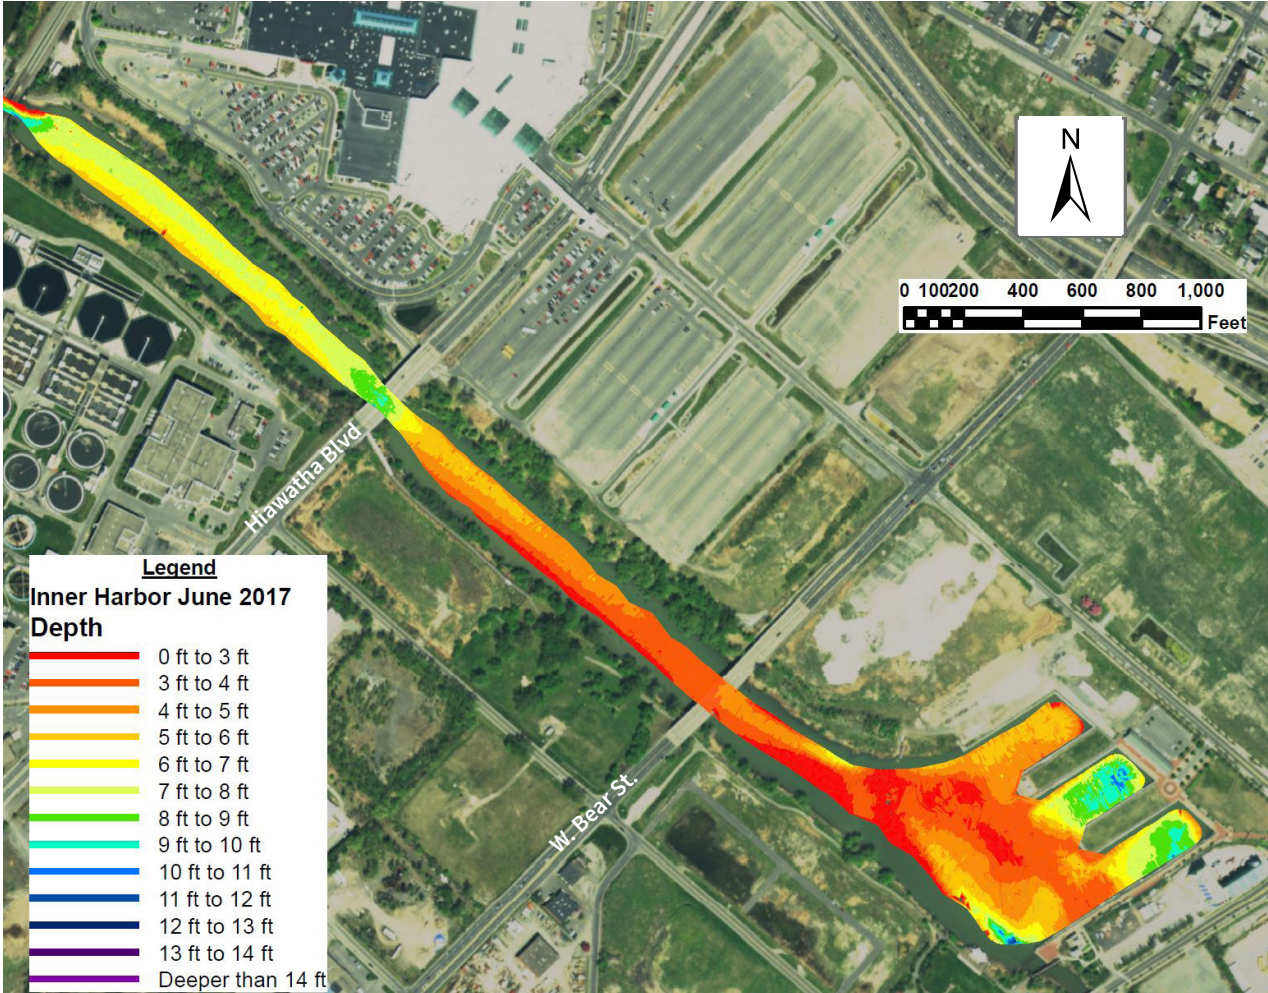 N
0 100200 400 600 800 1,000
Feet
Hiawatha Blvd
W. Bear St.
Legend
Inner Harbor June 2017
Depth
0 ft to 3 ft
3 ft to 4 ft
4 ft to 5 ft
5 ft to 6 ft
6 ft to 7 ft
7 ft to 8 ft
8 ft to 9 ft
9 ft to 10 ft
10 ft to 11 ft
11 ft to 12 ft
12 ft to 13 ft
13 ft to 14 ft
Deeper than 14 ft